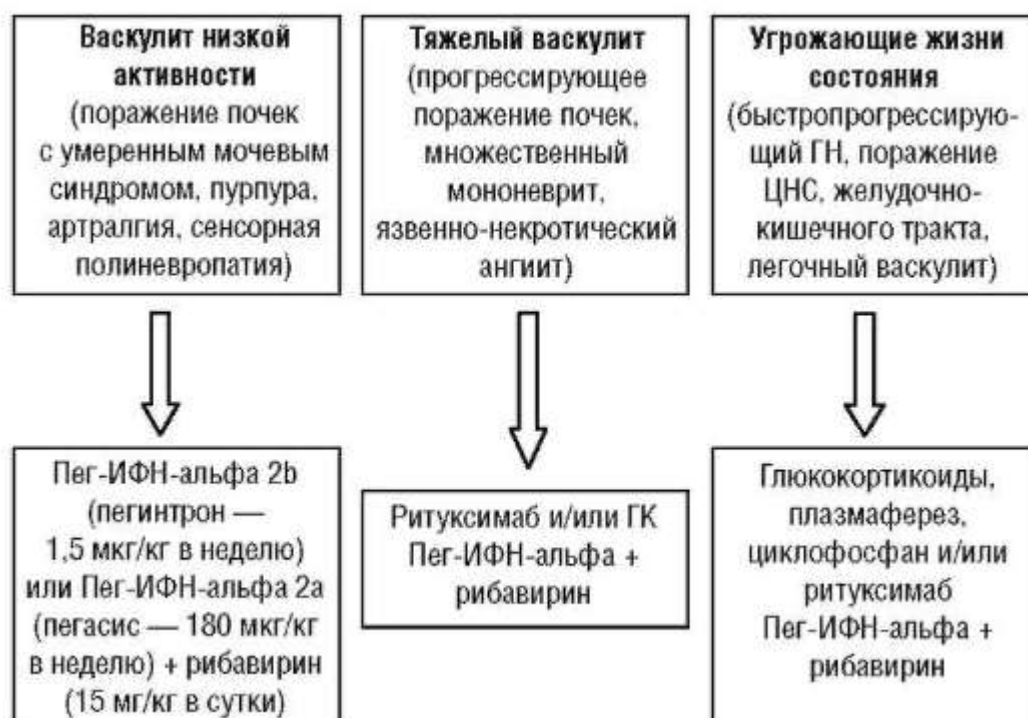 Васкулит низкой
активности
(поражение почек
с умеренным мочевым
синдромом, пурпура,
артралгия, сенсорная
полиневропатия)
Тяжелый васкулит
(прогрессирующее
поражение почек,
множественный
мононеврит,
язвенно-некротический
ангиит)
Угрожающие жизни
состояния
(быстропрогрессирую-
щий ГН, поражение
ЦНС, желудочно-
кишечного тракта,
легочный васкулит)
Пег-ИФН-альфа 2b
(пегинтрон —
1,5 мкг/кг в неделю)
или Пег-ИФН-альфа 2a
(пегасис — 180 мкг/кг
в неделю) + рибавирин
(15 мг/кг в сутки)
Ритуксимаб и/или ГК
Пег-ИФН-альфа +
рибавирин
Глюкокортикоиды,
плазмаферез,
циклофосфан и/или
ритуксимаб
Пег-ИФН-альфа +
рибавирин